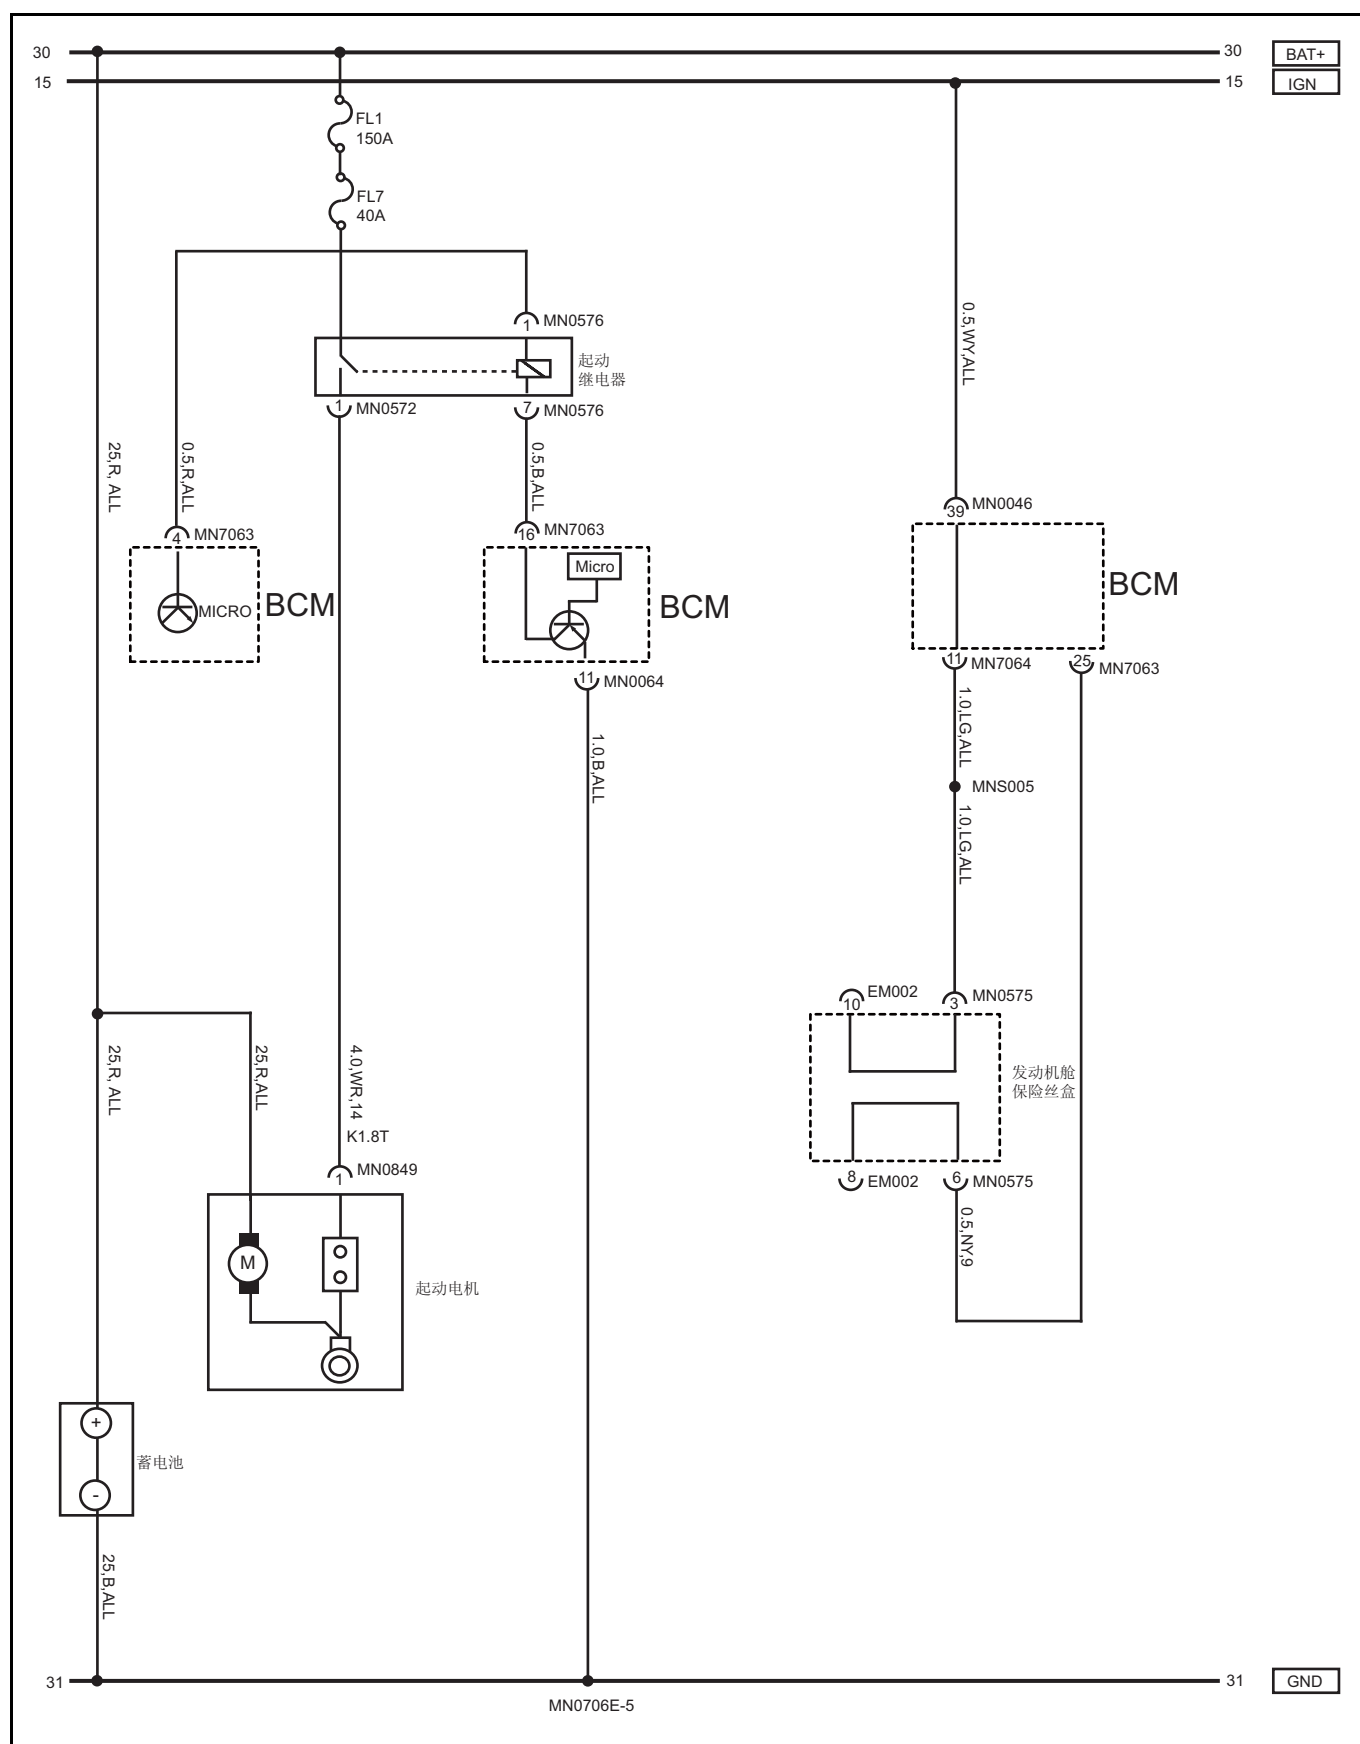 30
30
BAT+
15
15
IGN
FL1
150A
FL7
40A
1
MN0576
起动
继电器
1
MN0572
7
MN0576
0.5,WY,ALL
25,R, ALL
0.5,R,ALL
0.5,B,ALL
39
MN0046
4
MN7063
16
MN7063
MICRO
BCM
Micro
BCM
BCM
11
MN7064
25
MN7063
11
MN0064
1.0,LG,ALL
1.0,B,ALL
MNS005
1.0,LG,ALL
10
EM002
3
MN0575
25,R, ALL
25,R,ALL
4.0,WR,14
K1.8T
发动机舱
保险丝盒
1
MN0849
8
EM002
6
MN0575
0.5,NY,9
M
起动电机
+
-
蓄电池
25,B,ALL
31
31
GND
MN0706E-5